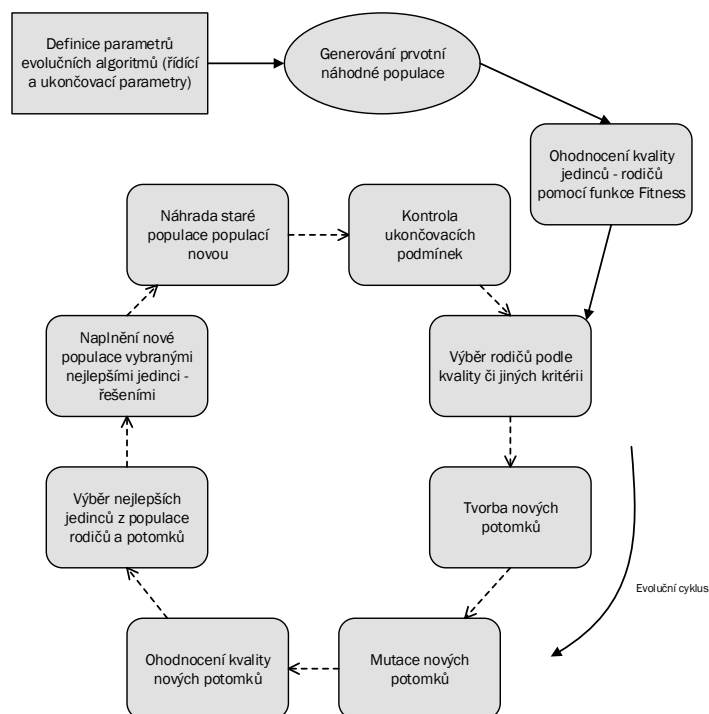 Definice parametrů
evolučních algoritmů (řídící
a ukončovací parametry)
Generování prvotní
náhodné populace
Ohodnocení kvality
jedinců - rodičů
pomocí funkce Fitness
Náhrada staré
populace populací
novou
Kontrola
ukončovacích
podmínek
Naplnění nové
populace vybranými
nejlepšími jedinci -
řešeními
Výběr rodičů podle
kvality či jiných kritérii
Výběr nejlepších
jedinců z populace
rodičů a potomků
Tvorba nových
potomků
Evoluční cyklus
Ohodnocení kvality
nových potomků
Mutace nových
potomků